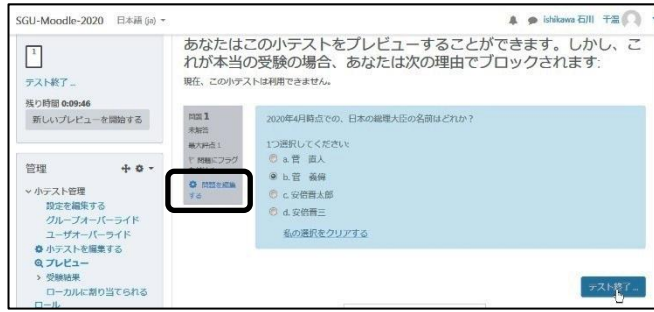 SGU-Moodle-2020 日本語 (ja)
ishikawa 石川 千温
1
テスト終了 ...
残り時間 0:09:46
新しいプレビューを開始する
管理
小テスト管理
設定を編集する
グループオーバーライド
ユーザオーバーライド
小テストを編集する
プレビュー
受験結果
ローカルに割り当てられる
ロール
あなたはこの小テストをプレビューすることができます。しかし、こ
れが本当の受験の場合、あなたは次の理由でブロックされます:
現在、この小テストは利用できません。
問題 1
未解答
最大評点 1
問題にフラグ
問題を編集
する
2020年4月時点での、日本の総理大臣の名前はどれか?
1つ選択してください:
a. 菅 直人
b. 菅 義偉
c. 安倍晋太郎
d. 安倍晋三
私の選択をクリアする
テスト終了 ...